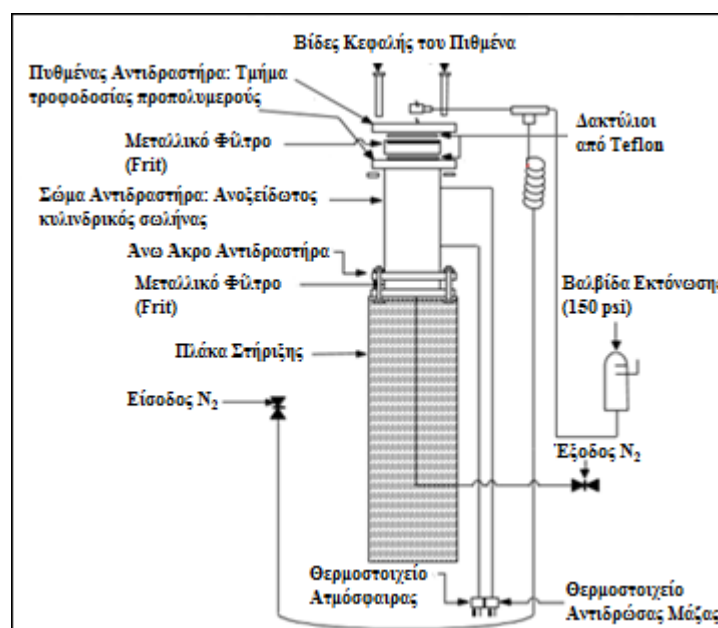 Βίδες Κεφαλής του Πιθμένα
Πυθμένας Αντιδραστήρα: Τμήμα
τροφοδοσίας προπολυμερούς
Δακτύλιοι
από Teflon
Μεταλλικό Φίλτρο
(Frit)
Σώμα Αντιδραστήρα: Ανοξείδωτος
κυλινδρικός σωλήνας
Άνω Άκρο Αντιδραστήρα
Μεταλλικό Φίλτρο
(Frit)
Βαλβίδα Εκτόνωσης
(150 psi)
Πλάκα Στήριξης
Είσοδος N₂
Έξοδος N₂
Θερμοστοιχείο
Ατμόσφαιρας
Θερμοστοιχείο
Αντιδρώσας Μάζας